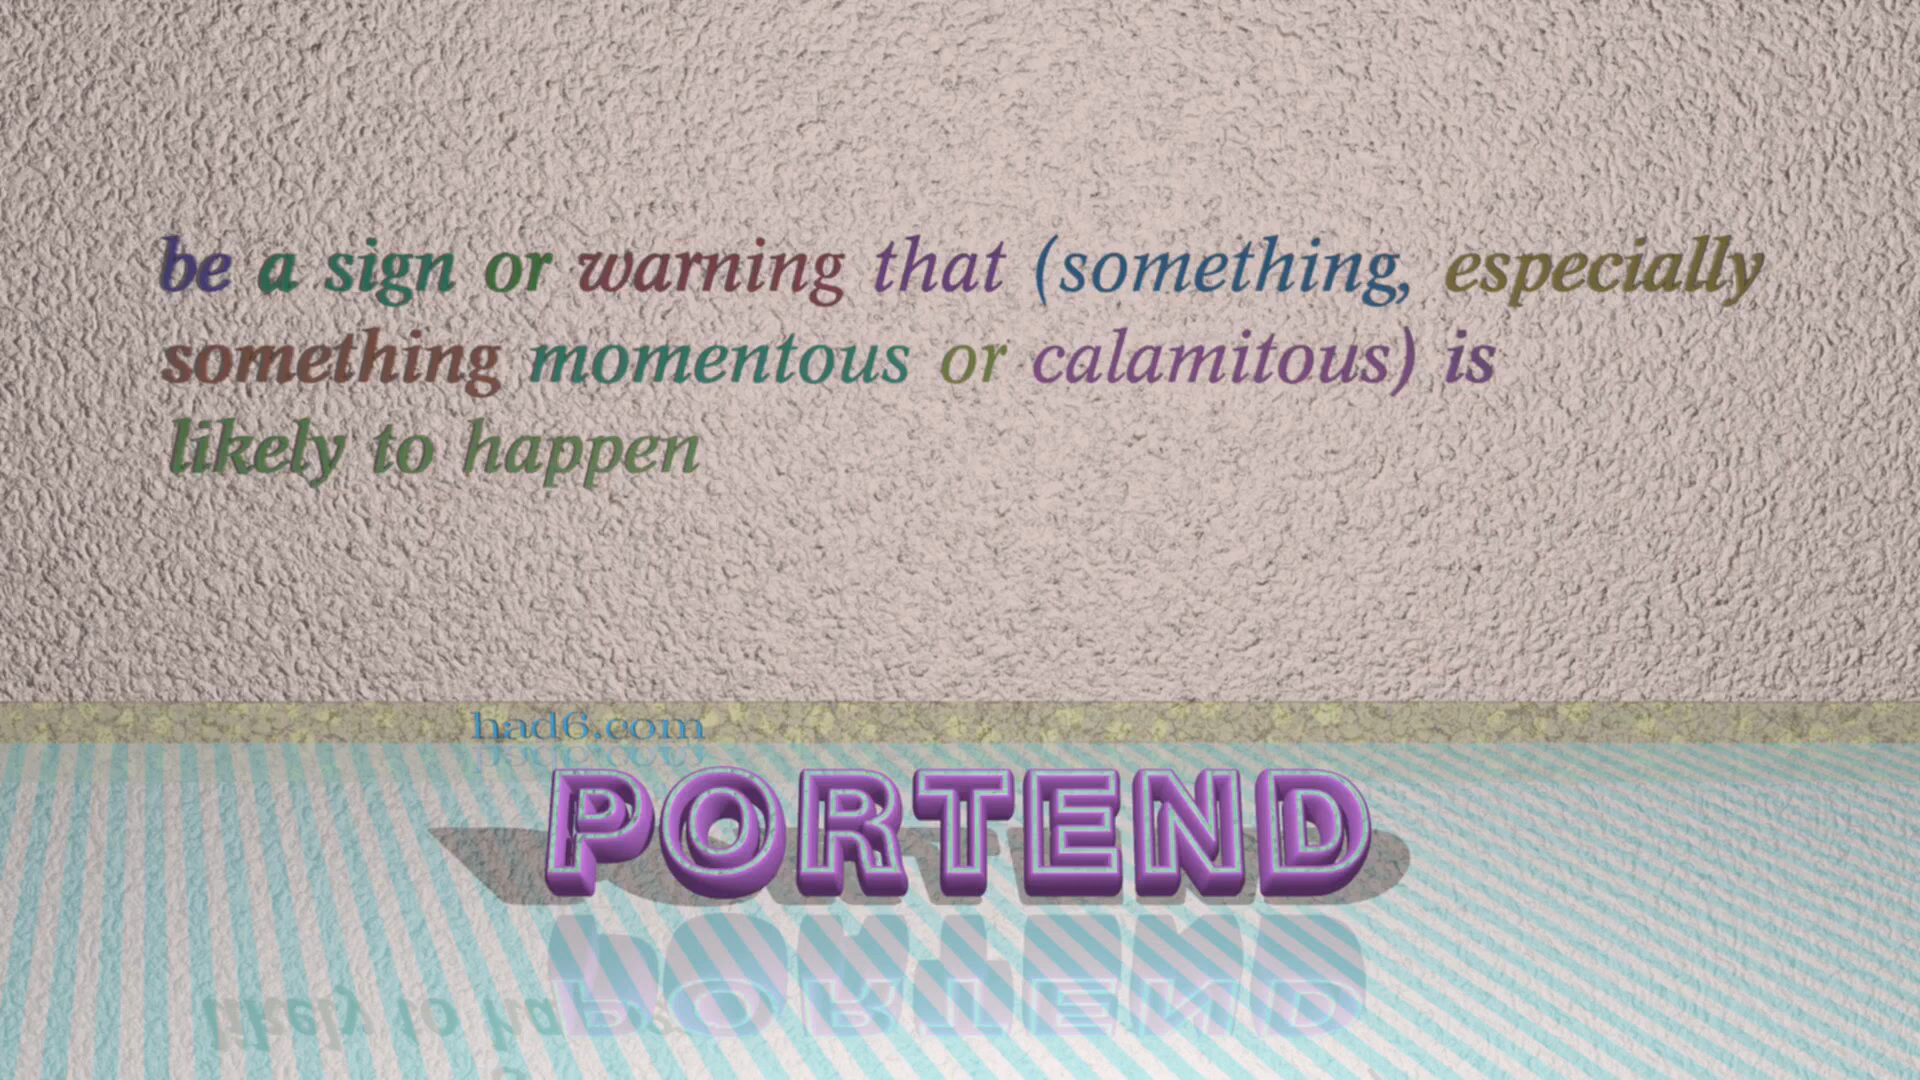 be a sign or warning that (something, especially
something momentous or calamitous) is
likely to happen
had6.com
PORTEND